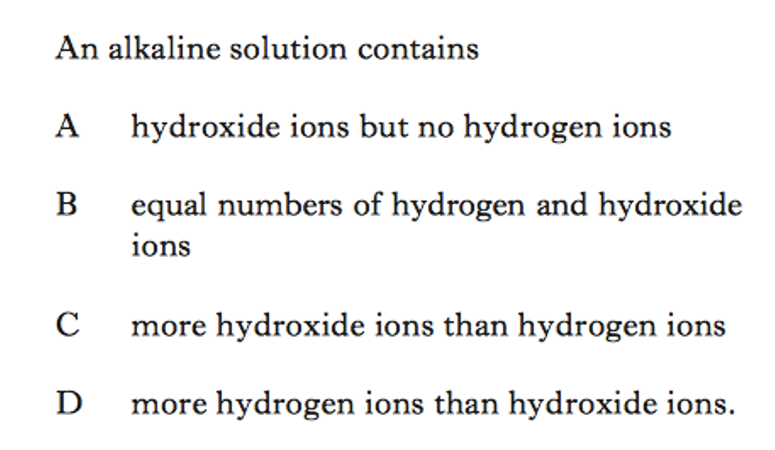 An alkaline solution contains
A hydroxide ions but no hydrogen ions
B equal numbers of hydrogen and hydroxide
ions
C more hydroxide ions than hydrogen ions
D more hydrogen ions than hydroxide ions.